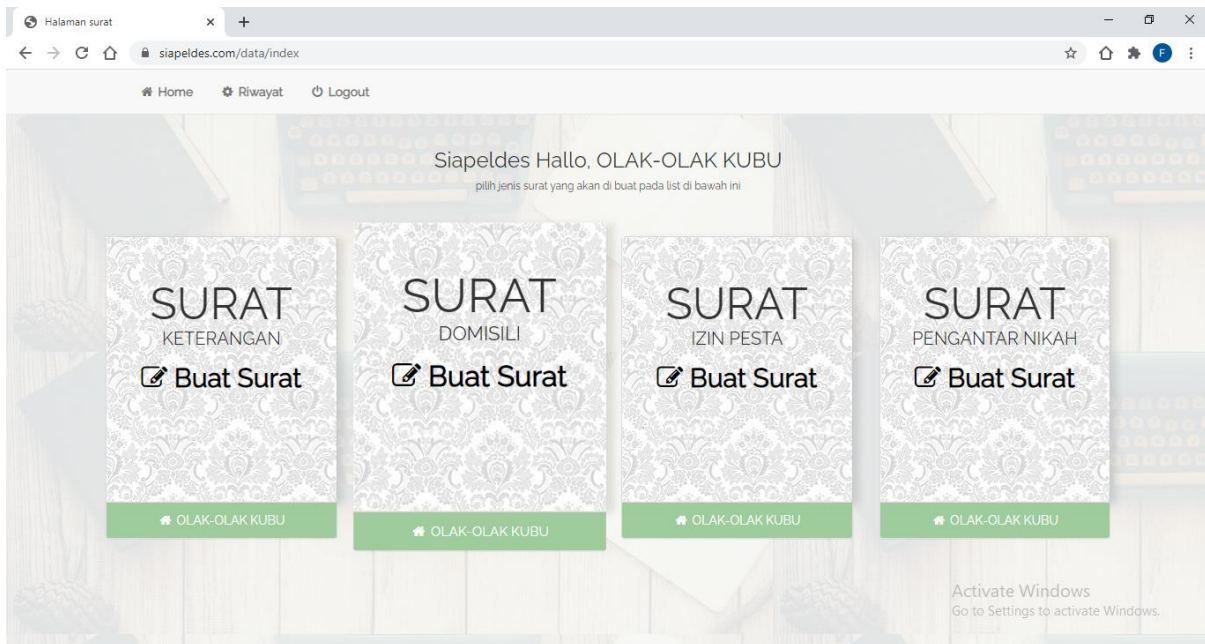 Halaman surat
siapeldes.com/data/index
F
Home Riwayat Logout
Siapeldes Hallo, OLAK-OLAK KUBU
pilih jenis surat yang akan di buat pada list di bawah ini
SURAT
KETERANGAN
Buat Surat
OLAK-OLAK KUBU
SURAT
DOMISILI
Buat Surat
OLAK-OLAK KUBU
SURAT
IZIN PESTA
Buat Surat
OLAK-OLAK KUBU
SURAT
PENGANTAR NIKAH
Buat Surat
OLAK-OLAK KUBU
Activate Windows
Go to Settings to activate Windows.